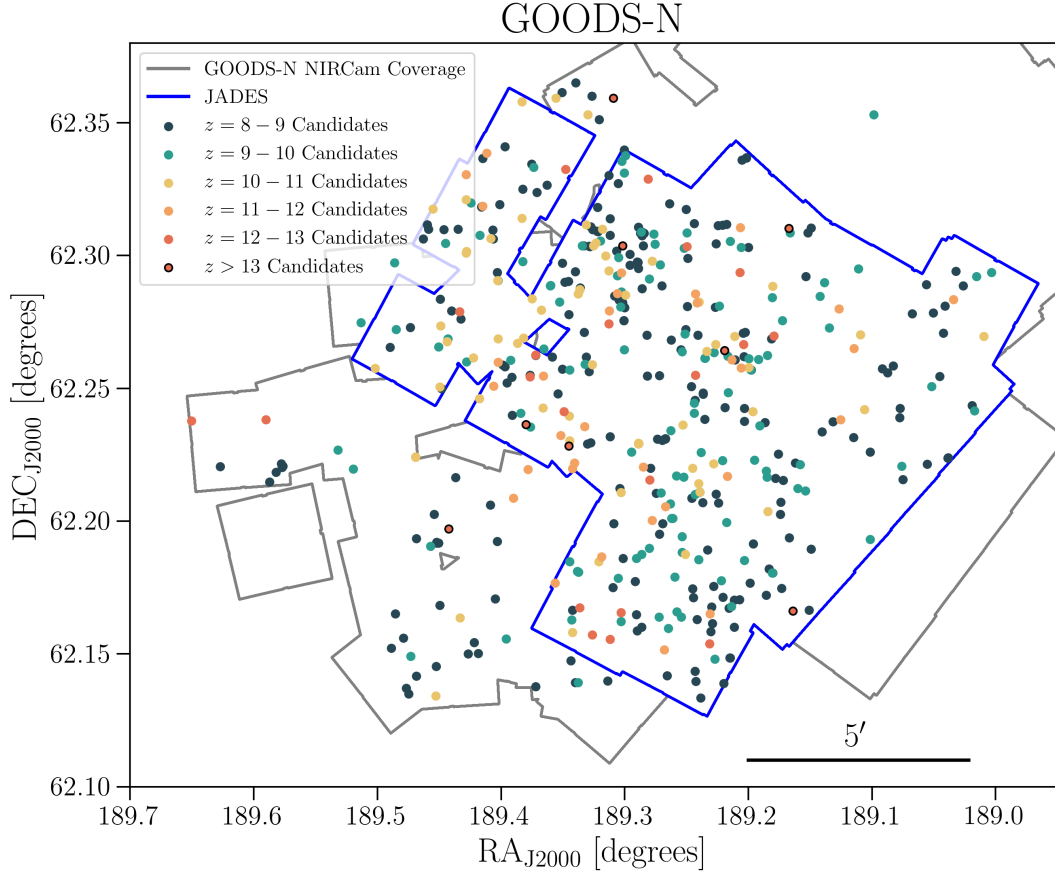 GOODS-N
GOODS-N NIRCam Coverage
JADES
z = 8 − 9 Candidates
z = 9 − 10 Candidates
z = 10 − 11 Candidates
z = 11 − 12 Candidates
z = 12 − 13 Candidates
z > 13 Candidates
62.35
62.30
62.25
62.20
62.15
62.10
DEC_J2000 [degrees]
5′
189.7 189.6 189.5 189.4 189.3 189.2 189.1 189.0
RA_J2000 [degrees]